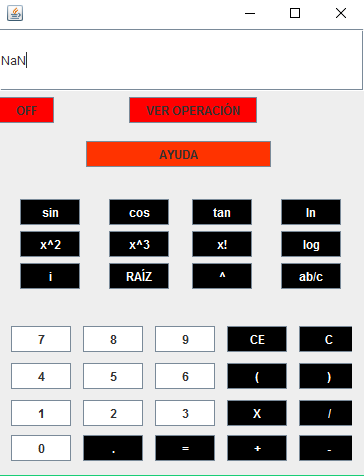 NaN
OFF VER OPERACIÓN
AYUDA
sin cos tan ln
x^2 x^3 x! log
i RAÍZ ^ ab/c
7 8 9 CE C
4 5 6 ( )
1 2 3 X /
0 . = + -